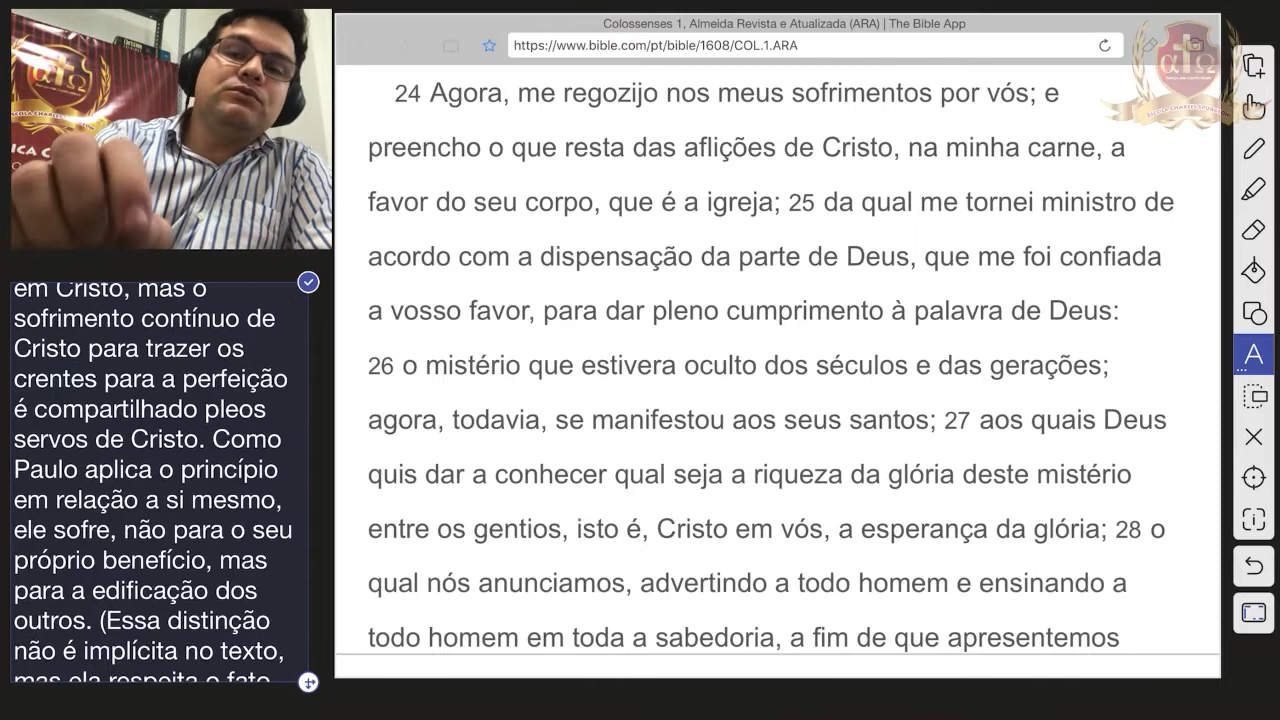 Colossenses 1, Almeida Revista e Atualizada (ARA) | The Bible App
https://www.bible.com/pt/bible/1608/COL.1.ARA
24 Agora, me regozijo nos meus sofrimentos por vós; e
preencho o que resta das aflições de Cristo, na minha carne, a
favor do seu corpo, que é a igreja; 25 da qual me tornei ministro de
acordo com a dispensação da parte de Deus, que me foi confiada
a vosso favor, para dar pleno cumprimento à palavra de Deus:
26 o mistério que estivera oculto dos séculos e das gerações;
agora, todavia, se manifestou aos seus santos; 27 aos quais Deus
quis dar a conhecer qual seja a riqueza da glória deste mistério
entre os gentios, isto é, Cristo em vós, a esperança da glória; 28 o
qual nós anunciamos, advertindo a todo homem e ensinando a
todo homem em toda a sabedoria, a fim de que apresentemos
em Cristo, mas o
sofrimento contínuo de
Cristo para trazer os
crentes para a perfeição
é compartilhado pleos
servos de Cristo. Como
Paulo aplica o princípio
em relação a si mesmo,
ele sofre, não para o seu
próprio benefício, mas
para a edificação dos
outros. (Essa distinção
não é implícita no texto,
mas ela respeita o fato
ESCOLA CHARLES SPURGEON
A